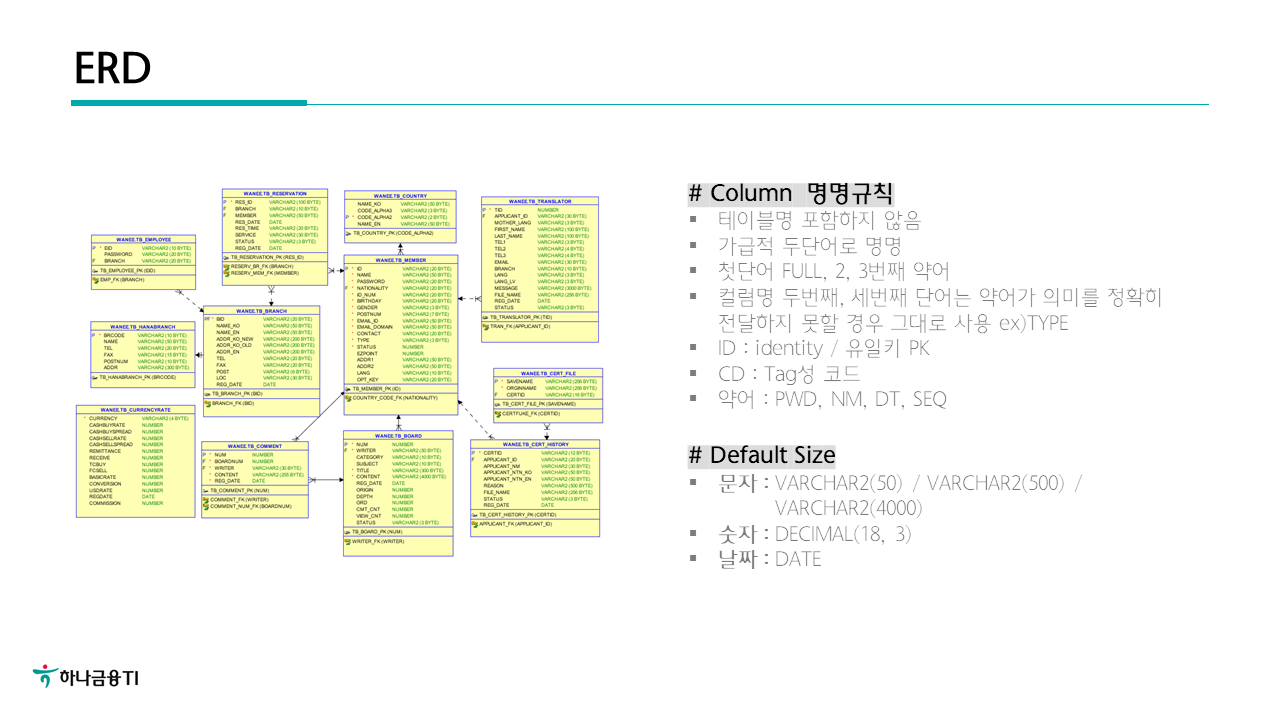 ERD
WANEE.TB_RESERVATION
P * RES_ID VARCHAR2 (100 BYTE)
F BRANCH VARCHAR2 (10 BYTE)
F MEMBER VARCHAR2 (50 BYTE)
RES_DATE DATE
RES_TIME VARCHAR2 (20 BYTE)
SERVICE VARCHAR2 (30 BYTE)
STATUS VARCHAR2 (3 BYTE)
REG_DATE DATE
TB_RESERVATION_PK (RES_ID)
RESERV_BR_FK (BRANCH)
RESERV_MEM_FK (MEMBER)
WANEE.TB_COUNTRY
NAME_KO VARCHAR2 (50 BYTE)
CODE_ALPHA3 VARCHAR2 (3 BYTE)
P * CODE_ALPHA2 VARCHAR2 (2 BYTE)
NAME_EN VARCHAR2 (50 BYTE)
TB_COUNTRY_PK (CODE_ALPHA2)
WANEE.TB_TRANSLATOR
P * TID NUMBER
F APPLICANT_ID VARCHAR2 (30 BYTE)
MOTHER_LANG VARCHAR2 (3 BYTE)
FIRST_NAME VARCHAR2 (100 BYTE)
LAST_NAME VARCHAR2 (100 BYTE)
TEL1 VARCHAR2 (3 BYTE)
TEL2 VARCHAR2 (4 BYTE)
TEL3 VARCHAR2 (4 BYTE)
EMAIL VARCHAR2 (30 BYTE)
BRANCH VARCHAR2 (10 BYTE)
LANG VARCHAR2 (3 BYTE)
LANG_LV VARCHAR2 (3 BYTE)
MESSAGE VARCHAR2 (3000 BYTE)
FILE_NAME VARCHAR2 (256 BYTE)
REG_DATE DATE
STATUS VARCHAR2 (3 BYTE)
TB_TRANSLATOR_PK (TID)
TRAN_FK (APPLICANT_ID)
WANEE.TB_EMPLOYEE
P * EID VARCHAR2 (10 BYTE)
PASSWORD VARCHAR2 (20 BYTE)
F BRANCH VARCHAR2 (20 BYTE)
TB_EMPLOYEE_PK (EID)
EMP_FK (BRANCH)
WANEE.TB_MEMBER
P * ID VARCHAR2 (20 BYTE)
* NAME VARCHAR2 (50 BYTE)
* PASSWORD VARCHAR2 (20 BYTE)
F * NATIONALITY VARCHAR2 (20 BYTE)
* ID_NUM VARCHAR2 (20 BYTE)
* BIRTHDAY VARCHAR2 (20 BYTE)
* GENDER VARCHAR2 (3 BYTE)
* POSTNUM VARCHAR2 (7 BYTE)
* EMAIL_ID VARCHAR2 (50 BYTE)
* EMAIL_DOMAIN VARCHAR2 (50 BYTE)
* CONTACT VARCHAR2 (20 BYTE)
* TYPE VARCHAR2 (3 BYTE)
* STATUS NUMBER
EZPOINT NUMBER
ADDR1 VARCHAR2 (50 BYTE)
ADDR2 VARCHAR2 (50 BYTE)
LANG VARCHAR2 (10 BYTE)
OPT_KEY VARCHAR2 (20 BYTE)
TB_MEMBER_PK (ID)
COUNTRY_CODE_FK (NATIONALITY)
WANEE.TB_BRANCH
PF * BID VARCHAR2 (20 BYTE)
NAME_KO VARCHAR2 (50 BYTE)
NAME_EN VARCHAR2 (50 BYTE)
ADDR_KO_NEW VARCHAR2 (200 BYTE)
ADDR_KO_OLD VARCHAR2 (200 BYTE)
ADDR_EN VARCHAR2 (200 BYTE)
TEL VARCHAR2 (20 BYTE)
FAX VARCHAR2 (20 BYTE)
POST VARCHAR2 (6 BYTE)
LOC VARCHAR2 (30 BYTE)
REG_DATE DATE
TB_BRANCH_PK (BID)
BRANCH_FK (BID)
WANEE.TB_HANABRANCH
P * BRCODE VARCHAR2 (10 BYTE)
NAME VARCHAR2 (50 BYTE)
TEL VARCHAR2 (20 BYTE)
FAX VARCHAR2 (15 BYTE)
POSTNUM VARCHAR2 (10 BYTE)
ADDR VARCHAR2 (300 BYTE)
TB_HANABRANCH_PK (BRCODE)
WANEE.TB_CERT_FILE
P * SAVENAME VARCHAR2 (256 BYTE)
* ORGINNAME VARCHAR2 (256 BYTE)
F CERTID VARCHAR2 (16 BYTE)
TB_CERT_FILE_PK (SAVENAME)
CERTFIJKE_FK (CERTID)
WANEE.TB_CURRENCYRATE
* CURRENCY VARCHAR2 (4 BYTE)
CASHBUYRATE NUMBER
CASHBUYSPREAD NUMBER
CASHSELLRATE NUMBER
CASHSELLSPREAD NUMBER
REMITTANCE NUMBER
RECEIVE NUMBER
TCBUY NUMBER
FCSELL NUMBER
BASICRATE NUMBER
CONVERSION NUMBER
USDRATE NUMBER
REGDATE DATE
COMMISSION NUMBER
WANEE.TB_COMMENT
P * NUM NUMBER
F * BOARDNUM NUMBER
F * WRITER VARCHAR2 (30 BYTE)
* CONTENT VARCHAR2 (255 BYTE)
* REG_DATE DATE
TB_COMMENT_PK (NUM)
COMMENT_FK (WRITER)
COMMENT_NUM_FK (BOARDNUM)
WANEE.TB_BOARD
P * NUM NUMBER
F * WRITER VARCHAR2 (50 BYTE)
CATEGORY VARCHAR2 (10 BYTE)
SUBJECT VARCHAR2 (10 BYTE)
* TITLE VARCHAR2 (300 BYTE)
* CONTENT VARCHAR2 (4000 BYTE)
REG_DATE DATE
ORIGIN NUMBER
DEPTH NUMBER
ORD NUMBER
CMT_CNT NUMBER
VIEW_CNT NUMBER
STATUS VARCHAR2 (3 BYTE)
TB_BOARD_PK (NUM)
WRITER_FK (WRITER)
WANEE.TB_CERT_HISTORY
P * CERTID VARCHAR2 (12 BYTE)
F APPLICANT_ID VARCHAR2 (20 BYTE)
APPLICANT_NM VARCHAR2 (30 BYTE)
APPLICANT_NTN_KO VARCHAR2 (50 BYTE)
APPLICANT_NTN_EN VARCHAR2 (50 BYTE)
REASON VARCHAR2 (500 BYTE)
FILE_NAME VARCHAR2 (256 BYTE)
STATUS VARCHAR2 (3 BYTE)
REG_DATE DATE
TB_CERT_HISTORY_PK (CERTID)
APPLICANT_FK (APPLICANT_ID)
# Column 명명규칙
▪ 테이블명 포함하지 않음
▪ 가급적 두단어로 명명
▪ 첫단어 FULL, 2, 3번째 약어
▪ 컬럼명 두번째, 세번째 단어는 약어가 의미를 정확히
전달하지 못할 경우 그대로 사용 ex)TYPE
▪ ID : identity / 유일키 PK
▪ CD : Tag성 코드
▪ 약어 : PWD, NM, DT, SEQ
# Default Size
▪ 문자 : VARCHAR2(50) / VARCHAR2(500) /
VARCHAR2(4000)
▪ 숫자 : DECIMAL(18, 3)
▪ 날짜 : DATE
하나금융TI